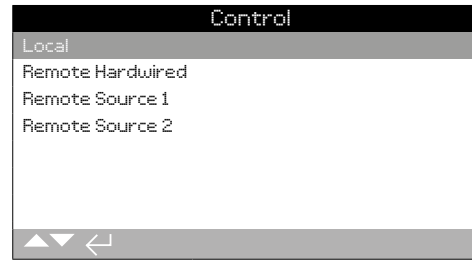 Control
Local
Remote Hardwired
Remote Source 1
Remote Source 2